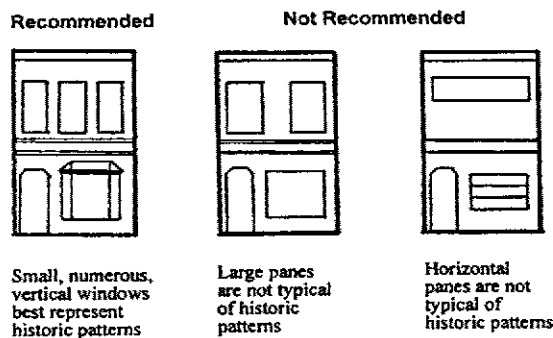 Recommended
Not Recommended
Small, numerous,
vertical windows
best represent
historic patterns
Large panes
are not typical
of historic
patterns
Horizontal
panes are not
typical of
historic patterns